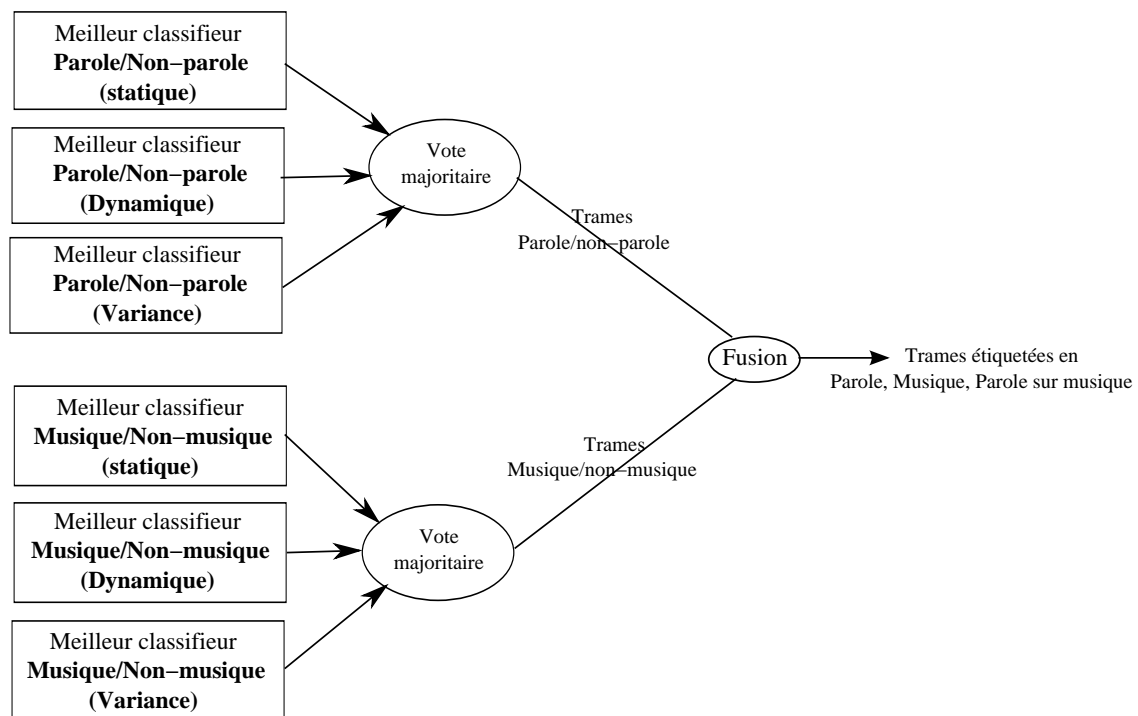 Meilleur classifieur
Parole/Non−parole
(statique)
Meilleur classifieur
Parole/Non−parole
(Dynamique)
Meilleur classifieur
Parole/Non−parole
(Variance)
Vote
majoritaire
Trames
Parole/non−parole
Fusion
Trames étiquetées en
Parole, Musique, Parole sur musique
Meilleur classifieur
Musique/Non−musique
(statique)
Meilleur classifieur
Musique/Non−musique
(Dynamique)
Meilleur classifieur
Musique/Non−musique
(Variance)
Vote
majoritaire
Trames
Musique/non−musique